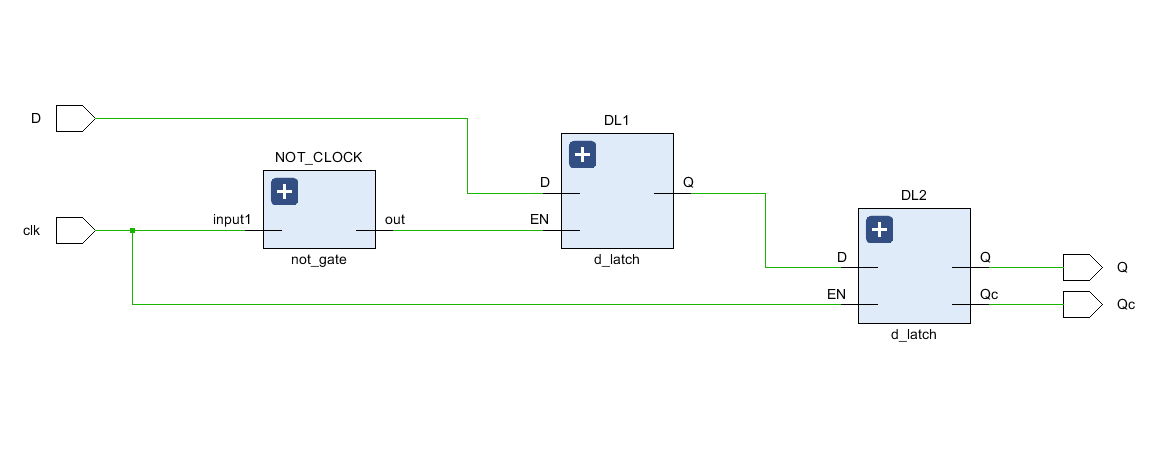 D
clk
NOT_CLOCK
input1
out
not_gate
DL1
D
EN
Q
d_latch
DL2
D
EN
Q
Qc
d_latch
Q
Qc